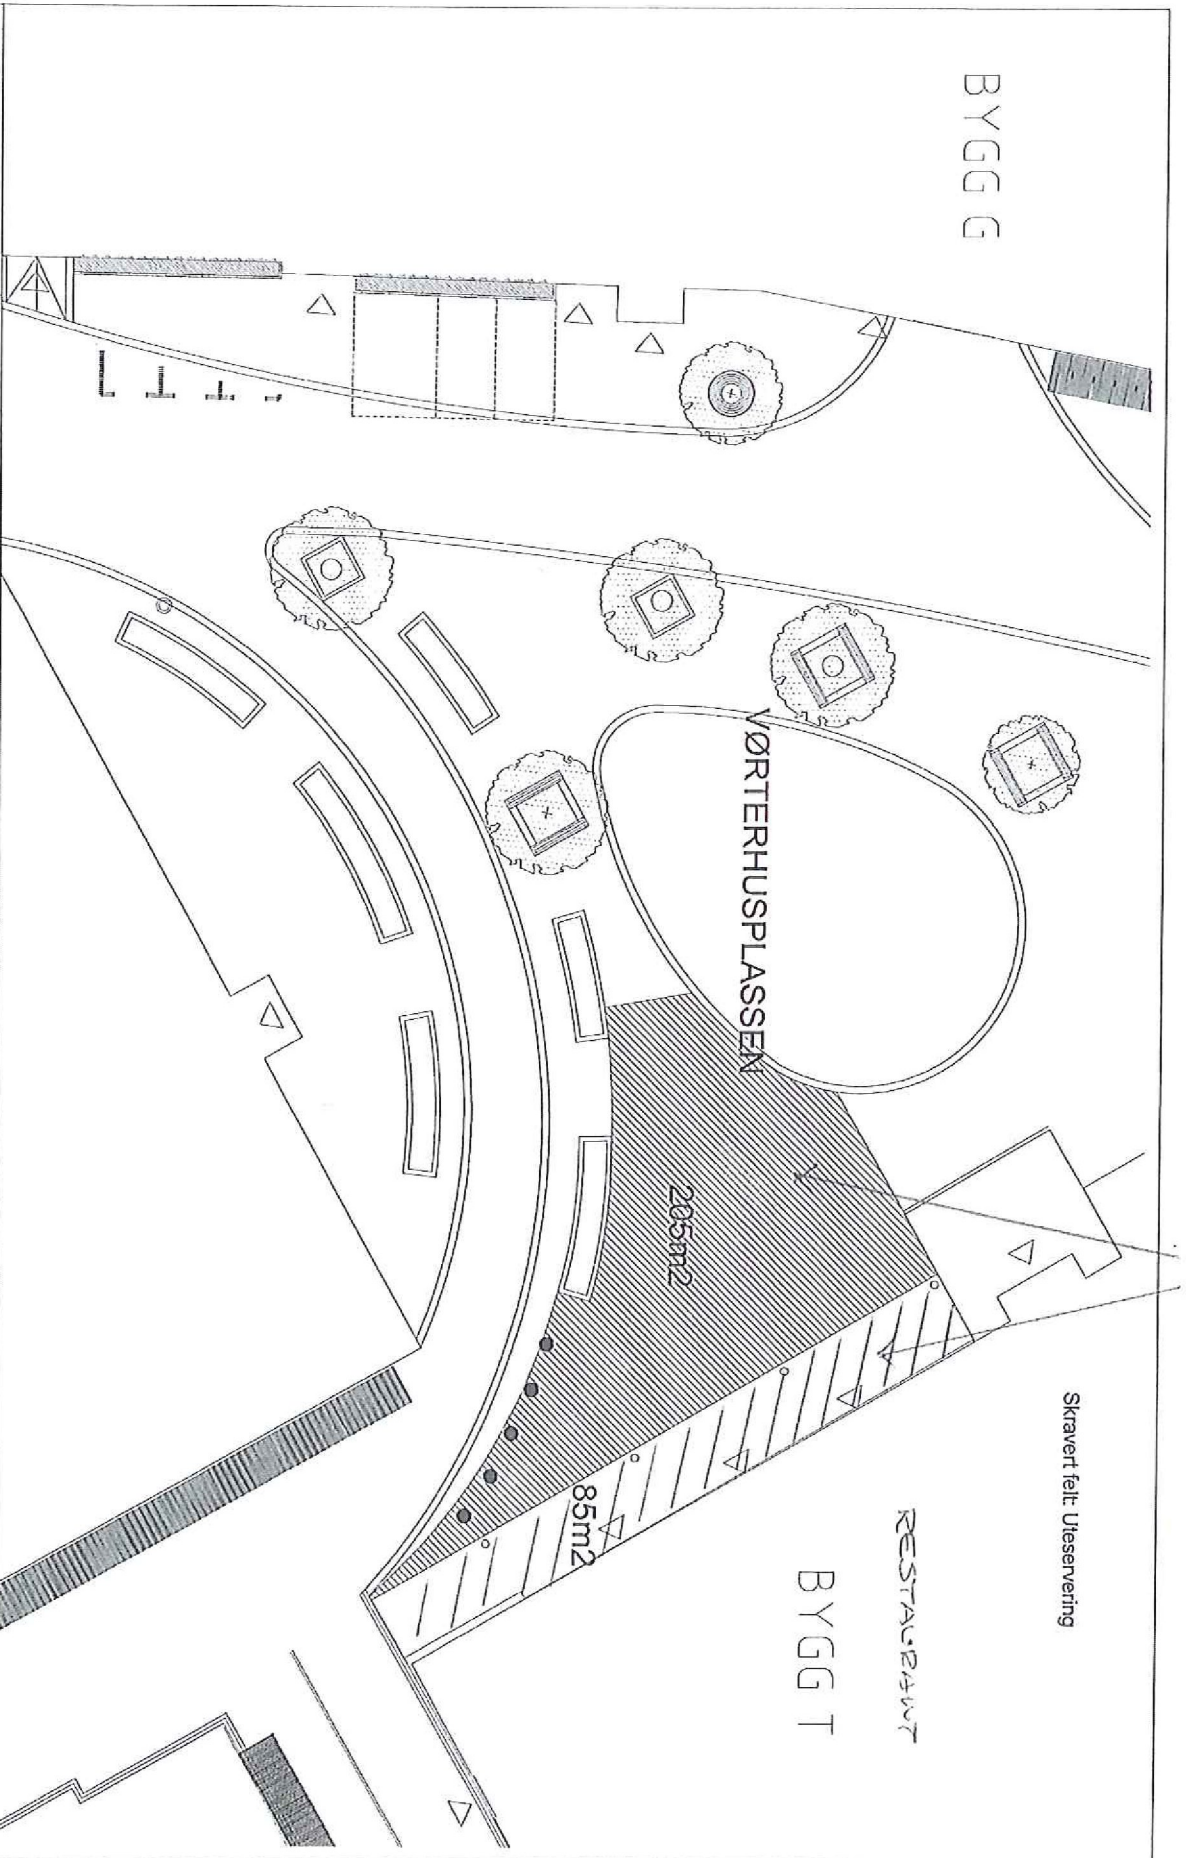 BYGG G
VØRTERHUSPLASSEN
205m2
85m2
Skravert felt: Uteservering
RESTAURANT
BYGG T